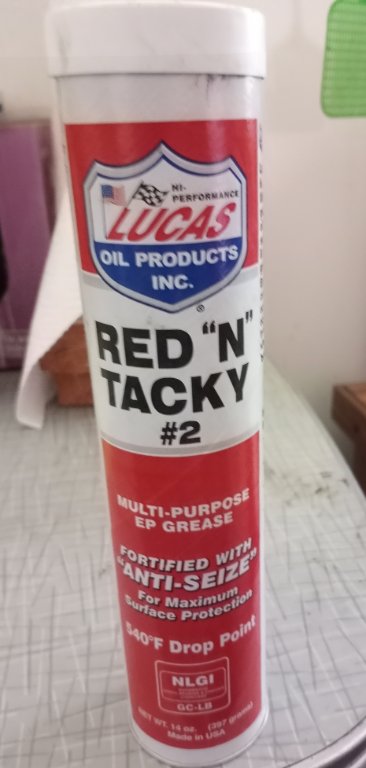 HI-
PERFORMANCE
LUCAS
OIL PRODUCTS
INC.
®
RED "N"
TACKY
#2
MULTI-PURPOSE
EP GREASE
FORTIFIED WITH
"ANTI-SEIZE"
For Maximum
Surface Protection
540°F Drop Point
NLGI
GC-LB
NET WT. 14 oz. (397 grams)
Made in USA